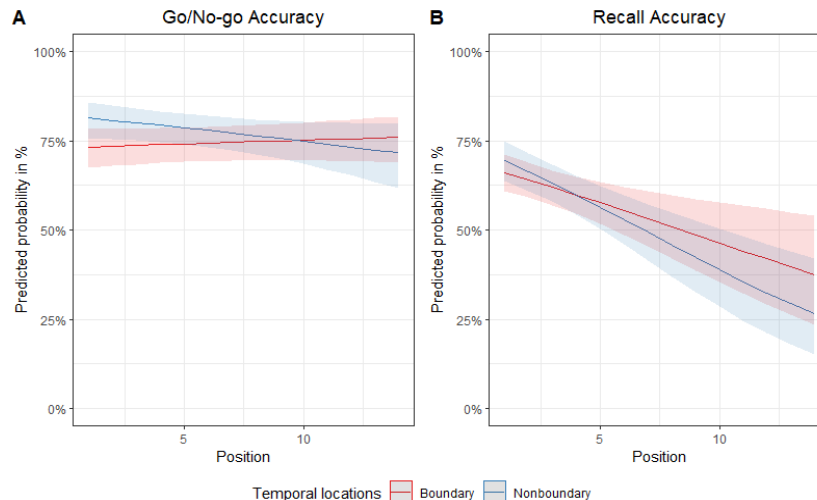 A
Go/No-go Accuracy
100%
75%
50%
25%
0%
Predicted probability in %
5
10
Position
B
Recall Accuracy
100%
75%
50%
25%
0%
Predicted probability in %
5
10
Position
Temporal locations Boundary Nonboundary